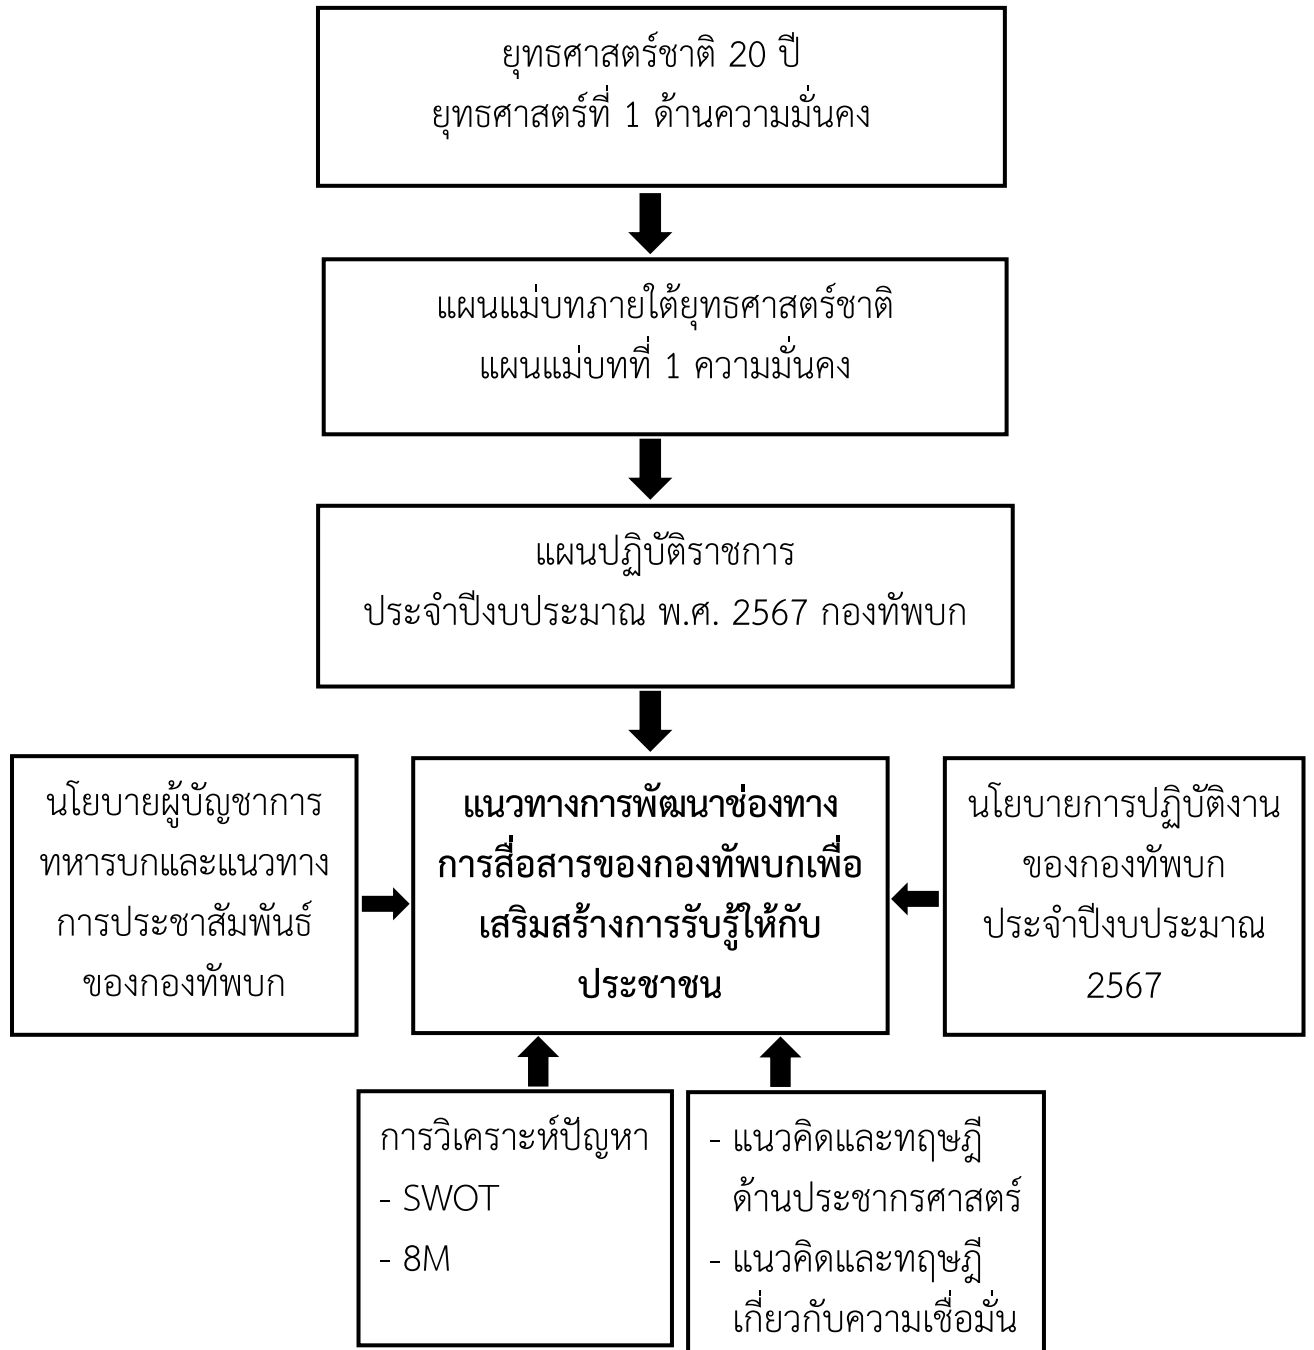 ยุทธศาสตร์ชาติ 20 ปี
ยุทธศาสตร์ที่ 1 ด้านความมั่นคง
แผนแม่บทภายใต้ยุทธศาสตร์ชาติ
แผนแม่บทที่ 1 ความมั่นคง
แผนปฏิบัติราชการ
ประจำปีงบประมาณ พ.ศ. 2567 กองทัพบก
นโยบายผู้บัญชาการ
ทหารบกและแนวทาง
การประชาสัมพันธ์
ของกองทัพบก
แนวทางการพัฒนาช่องทาง
การสื่อสารของกองทัพบกเพื่อ
เสริมสร้างการรับรู้ให้กับ
ประชาชน
นโยบายการปฏิบัติงาน
ของกองทัพบก
ประจำปีงบประมาณ
2567
การวิเคราะห์ปัญหา
- SWOT
- 8M
- แนวคิดและทฤษฎี
ด้านประชากรศาสตร์
- แนวคิดและทฤษฎี
เกี่ยวกับความเชื่อมั่น